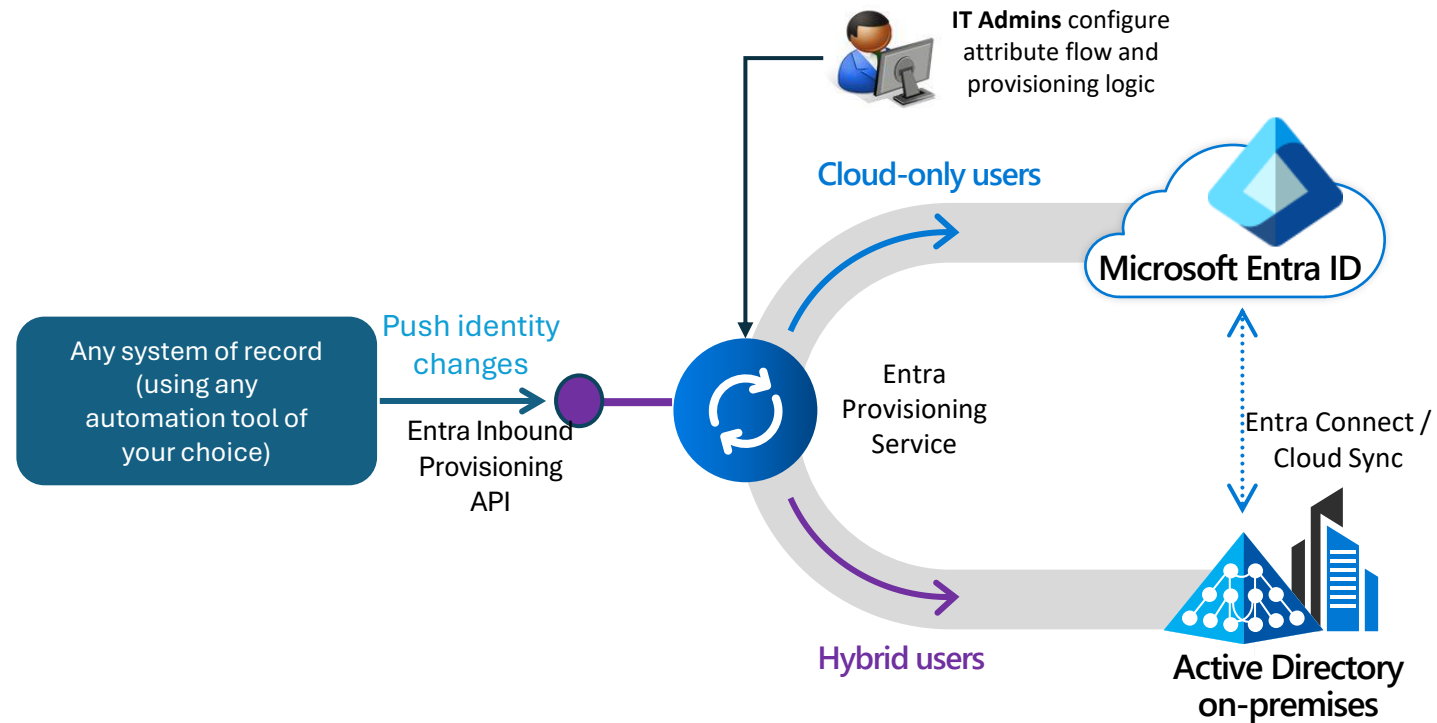 IT Admins configure
attribute flow and
provisioning logic
Cloud-only users
Microsoft Entra ID
Any system of record
(using any
automation tool of
your choice)
Push identity
changes
Entra Inbound
Provisioning
API
Entra
Provisioning
Service
Entra Connect /
Cloud Sync
Hybrid users
Active Directory
on-premises